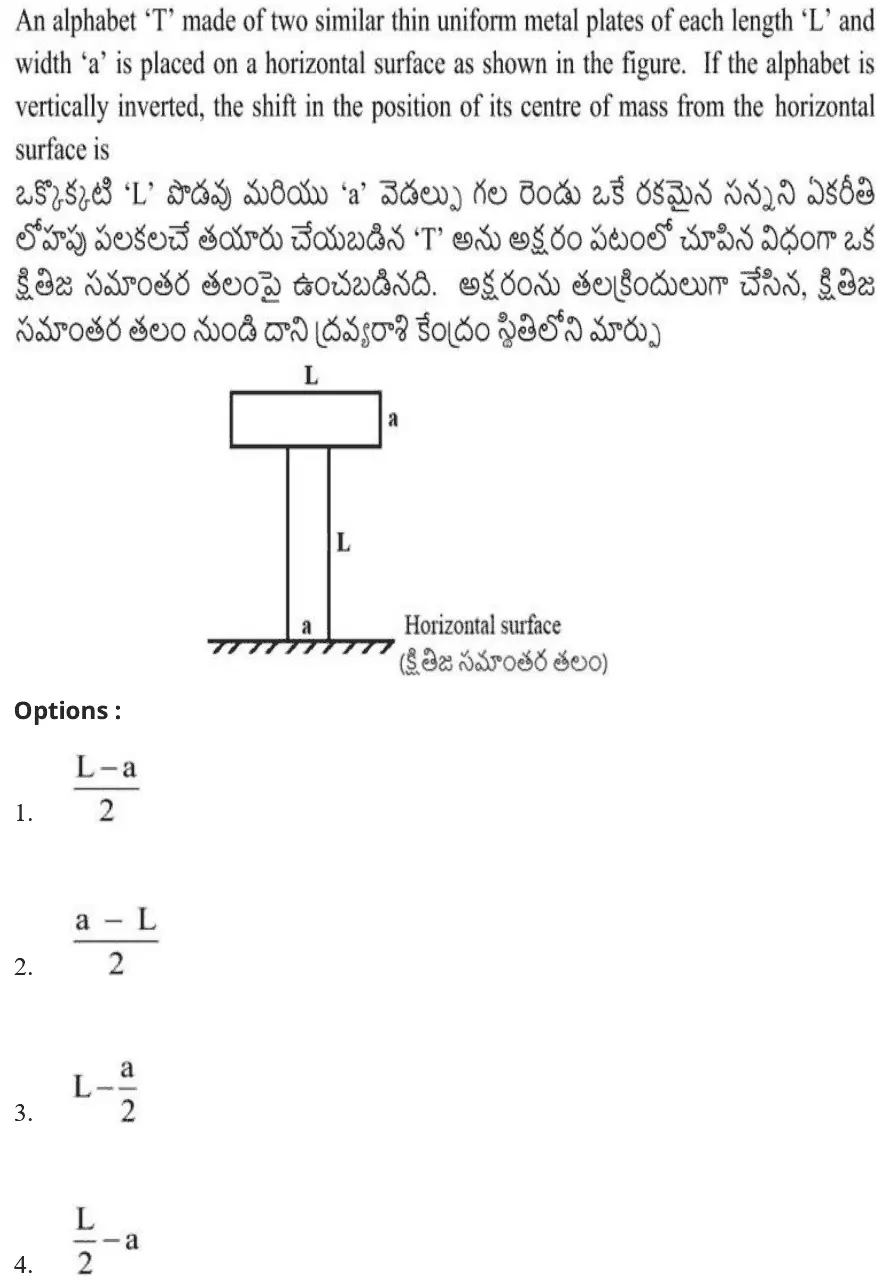 An alphabet ‘T’ made of two similar thin uniform metal plates of each length ‘L’ and
width ‘a’ is placed on a horizontal surface as shown in the figure. If the alphabet is
vertically inverted, the shift in the position of its centre of mass from the horizontal
surface is
ఒక్కొక్కటి ‘L’ పొడవు మరియు ‘a’ వెడల్పు గల రెండు ఒకే రకమైన సన్నని ఏకరీతి
లోహపు పలకలచే తయారు చేయబడిన ‘T’ అను అక్షరం పటంలో చూపిన విధంగా ఒక
క్షితిజ సమాంతర తలంపై ఉంచబడినది. అక్షరంను తలక్రిందులుగా చేసిన, క్షితిజ
సమాంతర తలం నుండి దాని ద్రవ్యరాశి కేంద్రం స్థితిలోని మార్పు
L
a
L
a
Horizontal surface
(క్షితిజ సమాంతర తలం)
Options :
1. L – a
2
2. a – L
2
3. L – a
2
4. L
2 – a